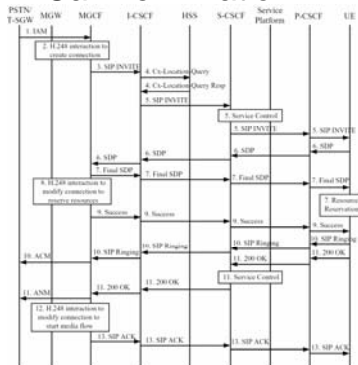 PSTN/
T-SGW
MGW
MGCF
I-CSCF
HSS
S-CSCF
Service
Platform
P-CSCF
UE
1. IAM
2. H.248 interaction to
create connection
3. SIP INVITE
4. Cx-Location Query
4. Cx-Location Query Resp
5. SIP INVITE
5. Service Control
5. SIP INVITE
5. SIP INVITE
6. SDP
6. SDP
6. SDP
6. SDP
7. Final SDP
7. Final SDP
7. Final SDP
7. Final SDP
8. H.248 interaction to
modify connection to
reserve resources
7. Resource
Reservation
9. Success
9. Success
9. Success
9. Success
10. SIP Ringing
10. SIP Ringing
10. SIP Ringing
10. SIP Ringing
10. ACM
11. 200 OK
11. 200 OK
11. Service Control
11. 200 OK
11. 200 OK
11. ANM
12. H.248 interaction to
modify connection to
start media flow
13. SIP ACK
13. SIP ACK
13. SIP ACK
13. SIP ACK